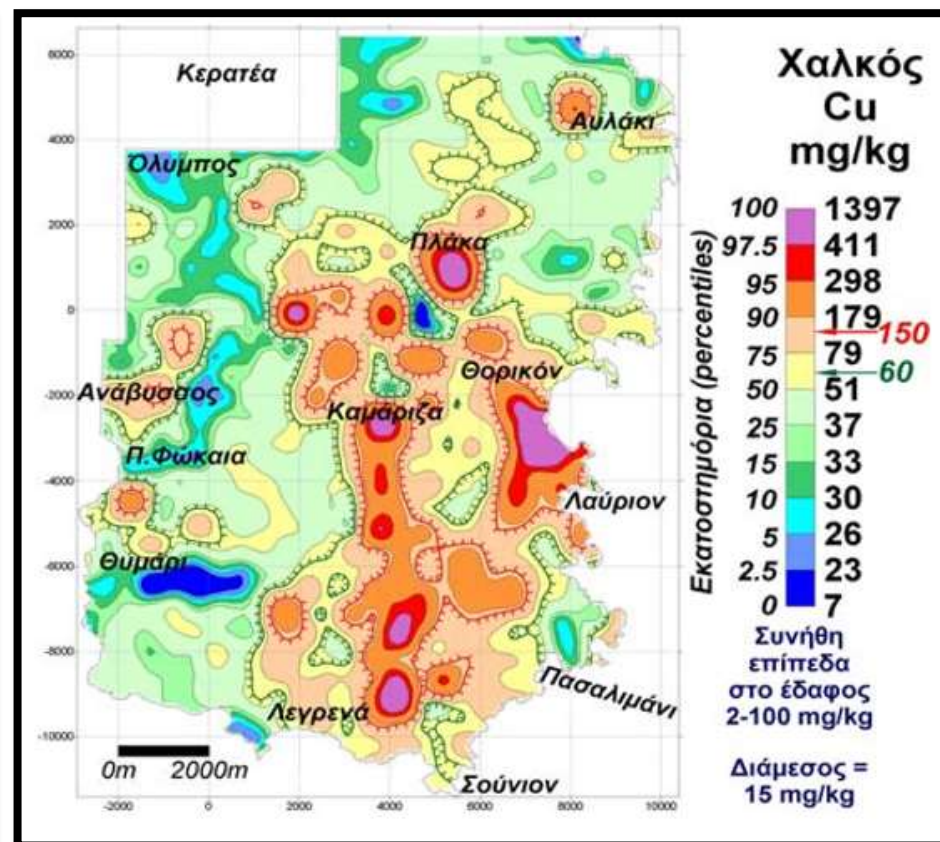 Χαλκός
Cu
mg/kg
Κερατέα
Αυλάκι
Όλυμπος
Πλάκα
Θορικόν
Ανάβυσσος
Καμάριζα
Π.Φώκαια
Λαύριον
Θυμάρι
Πασαλιμάνι
Λεγρενά
Σούνιον
0m 2000m
6000
4000
2000
0
-2000
-4000
-6000
-8000
-10000
-2000 0 2000 4000 6000 8000 10000
Εκατοστημόρια (percentiles)
100 1397
97.5 411
95 298
90 179
150
75 79
60
50 51
25 37
15 33
10 30
5 26
2.5 23
0 7
Συνήθη
επίπεδα
στο έδαφος
2-100 mg/kg
Διάμεσος =
15 mg/kg